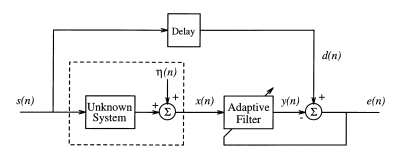 Delay
d(n)
η(n)
s(n)
Unknown
System
+
+
Σ
x(n)
Adaptive
Filter
y(n)
-
+
Σ
e(n)